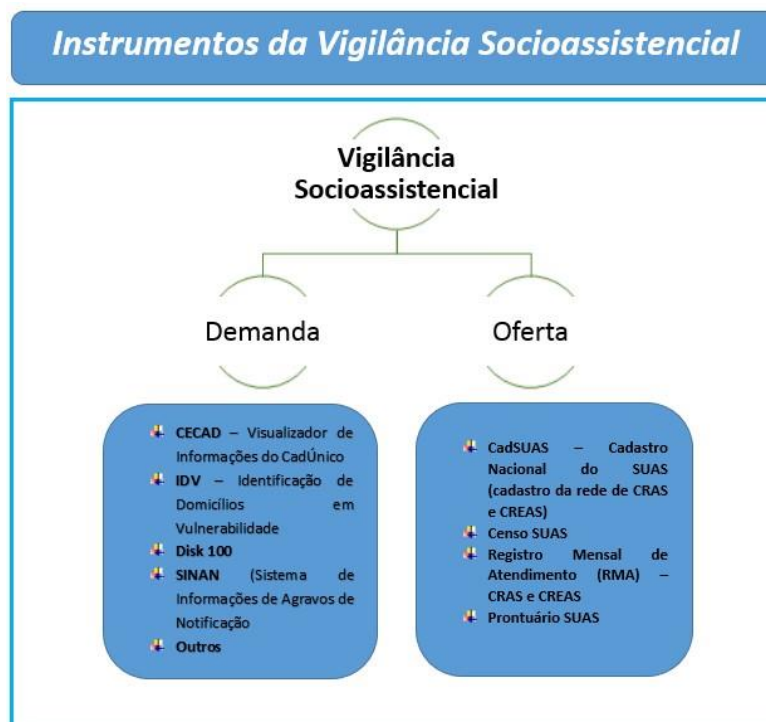 Instrumentos da Vigilância Socioassistencial
Vigilância
Socioassistencial
Demanda
Oferta
CECAD – Visualizador de
Informações do CadÚnico
IDV – Identificação de
Domicílios em
Vulnerabilidade
Disk 100
SINAN (Sistema de
Informações de Agravos de
Notificação
Outros
CadSUAS – Cadastro
Nacional do SUAS
(cadastro da rede de CRAS
e CREAS)
Censo SUAS
Registro Mensal de
Atendimento (RMA) –
CRAS e CREAS
Prontuário SUAS